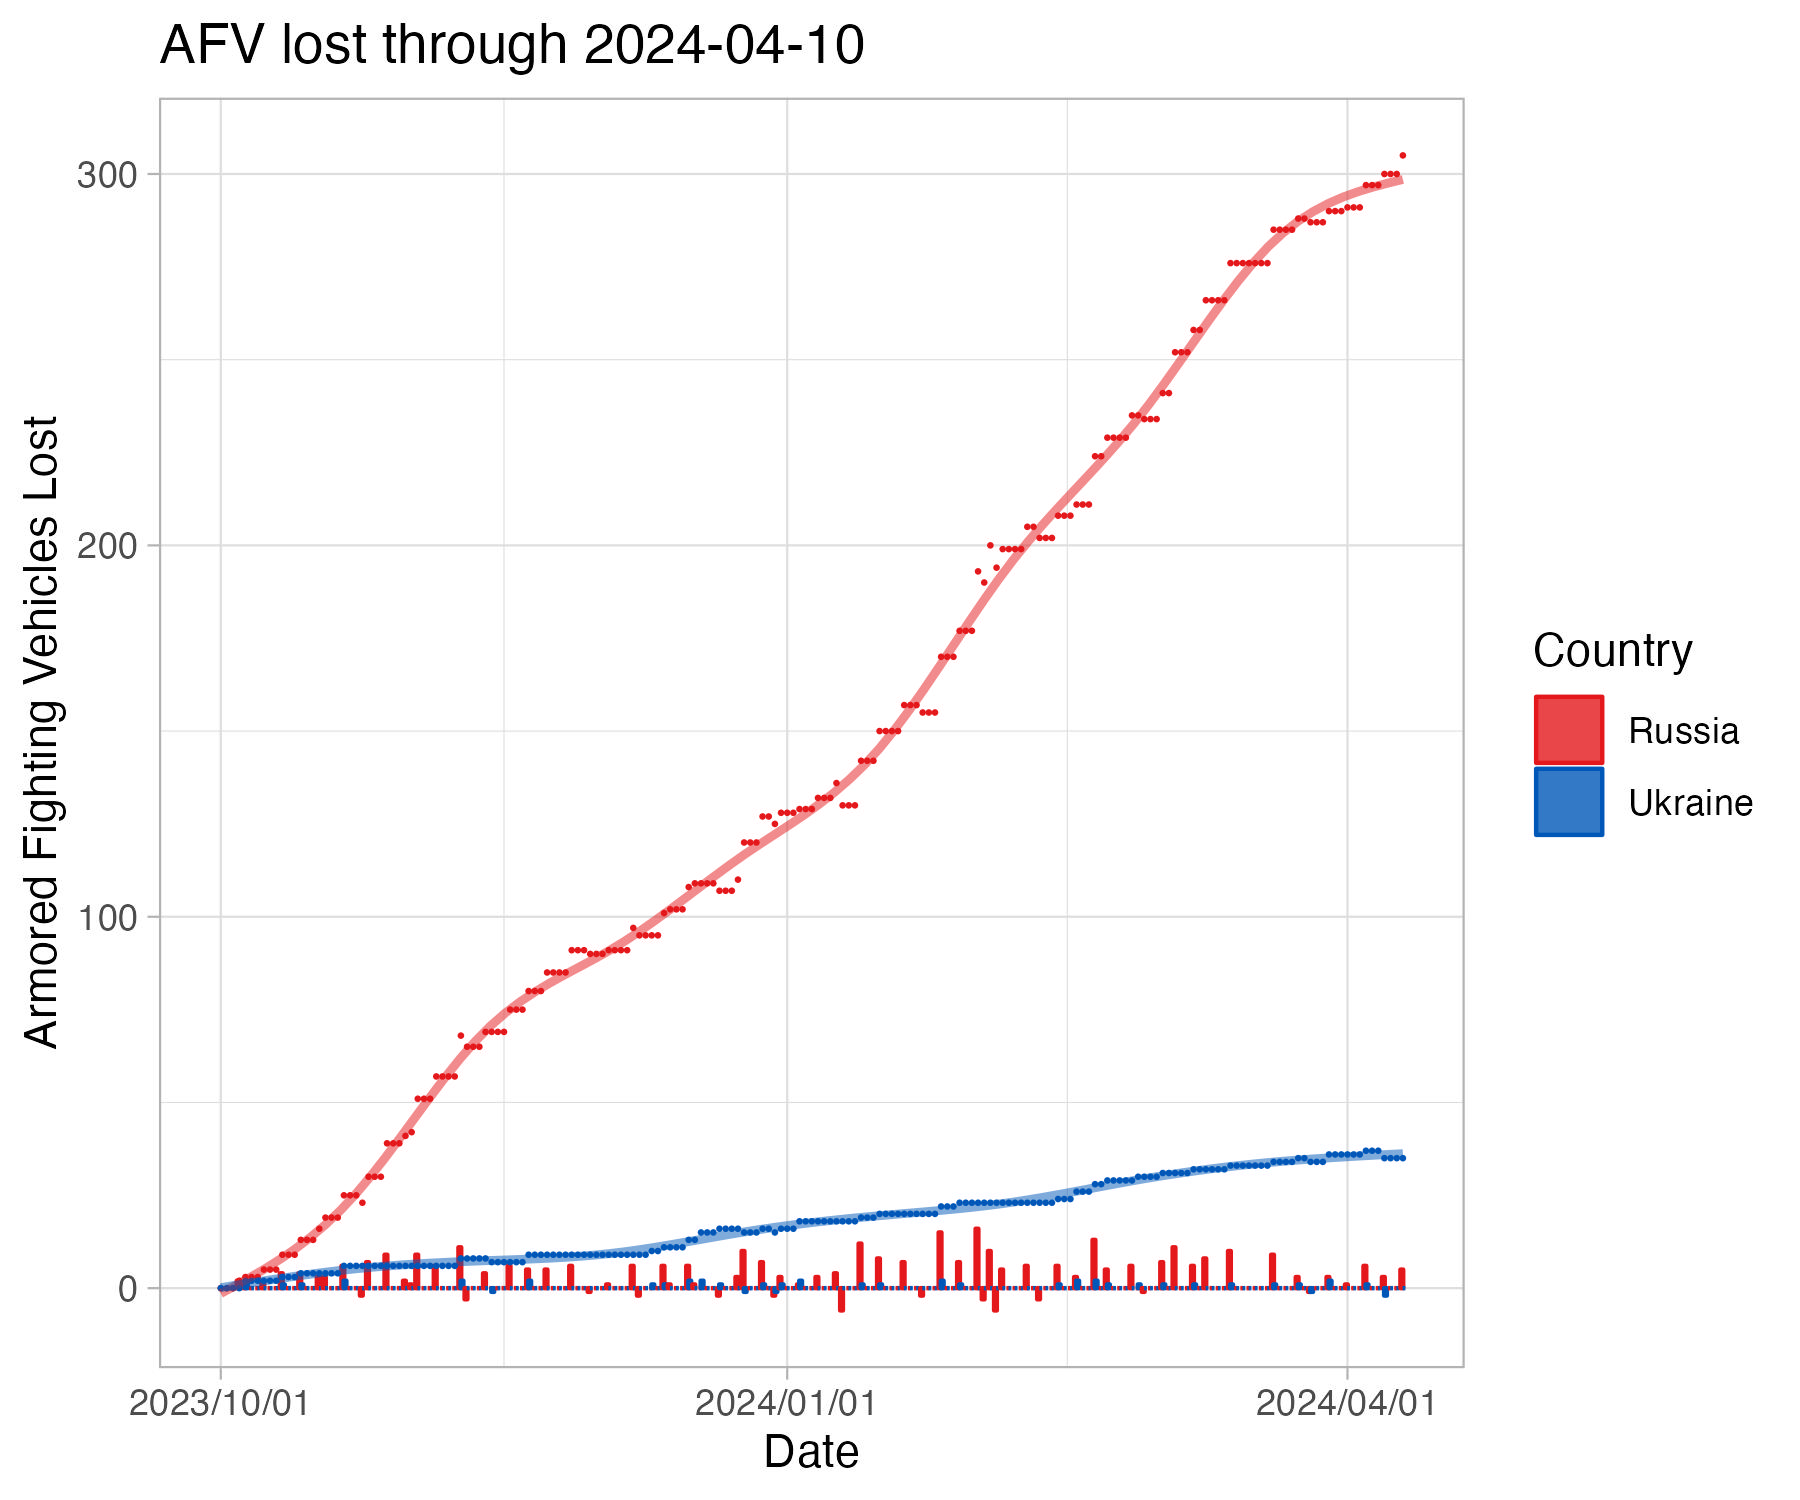 AFV lost through 2024-04-10
Armored Fighting Vehicles Lost
300
200
100
0
2023/10/01
2024/01/01
2024/04/01
Date
Country
Russia
Ukraine